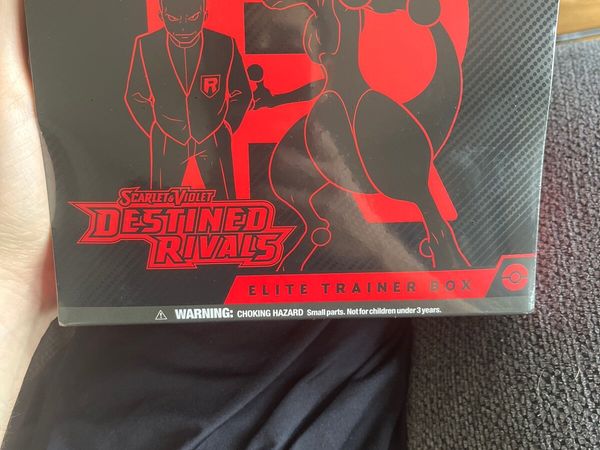 R
SCARLET & VIOLET
DESTINED
RIVALS
ELITE TRAINER BOX
WARNING: CHOKING HAZARD Small parts. Not for children under 3 years.